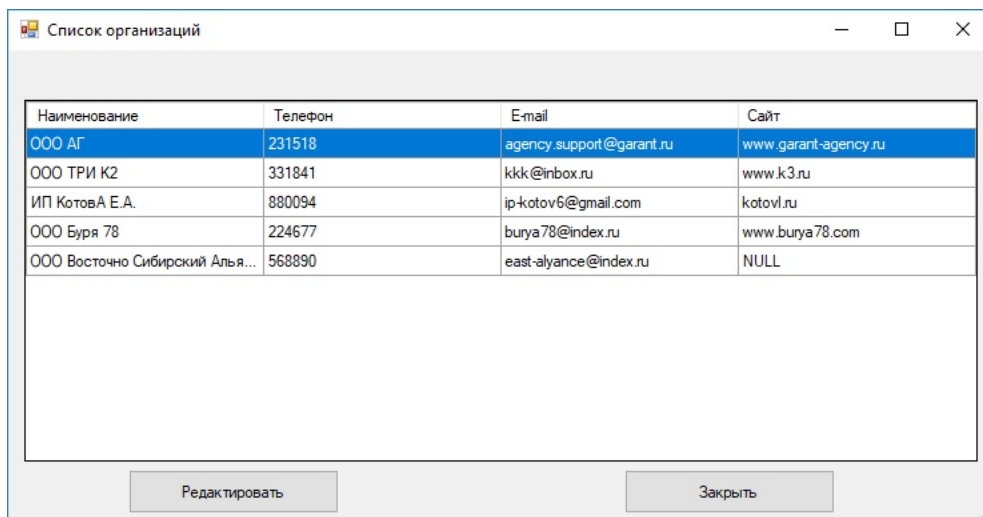 Список организаций
Наименование Телефон E-mail Сайт
ООО АГ 231518 agency.support@garant.ru www.garant-agency.ru
ООО ТРИ К2 331841 kkk@inbox.ru www.k3.ru
ИП КотовА Е.А. 880094 ip-kotov6@gmail.com kotovl.ru
ООО Буря 78 224677 burya78@index.ru www.burya78.com
ООО Восточно Сибирский Алья... 568890 east-alyance@index.ru NULL
Редактировать Закрыть